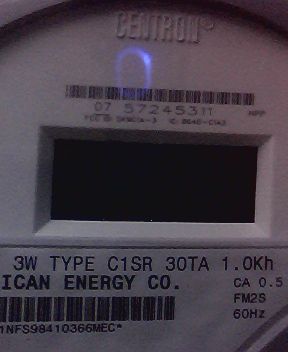 CENTRON®
07 57245311
3W TYPE C1SR 30TA 1.0Kh
ICAN ENERGY CO.
CA 0.5
FM2S
60Hz
1NFS98410366MEC*